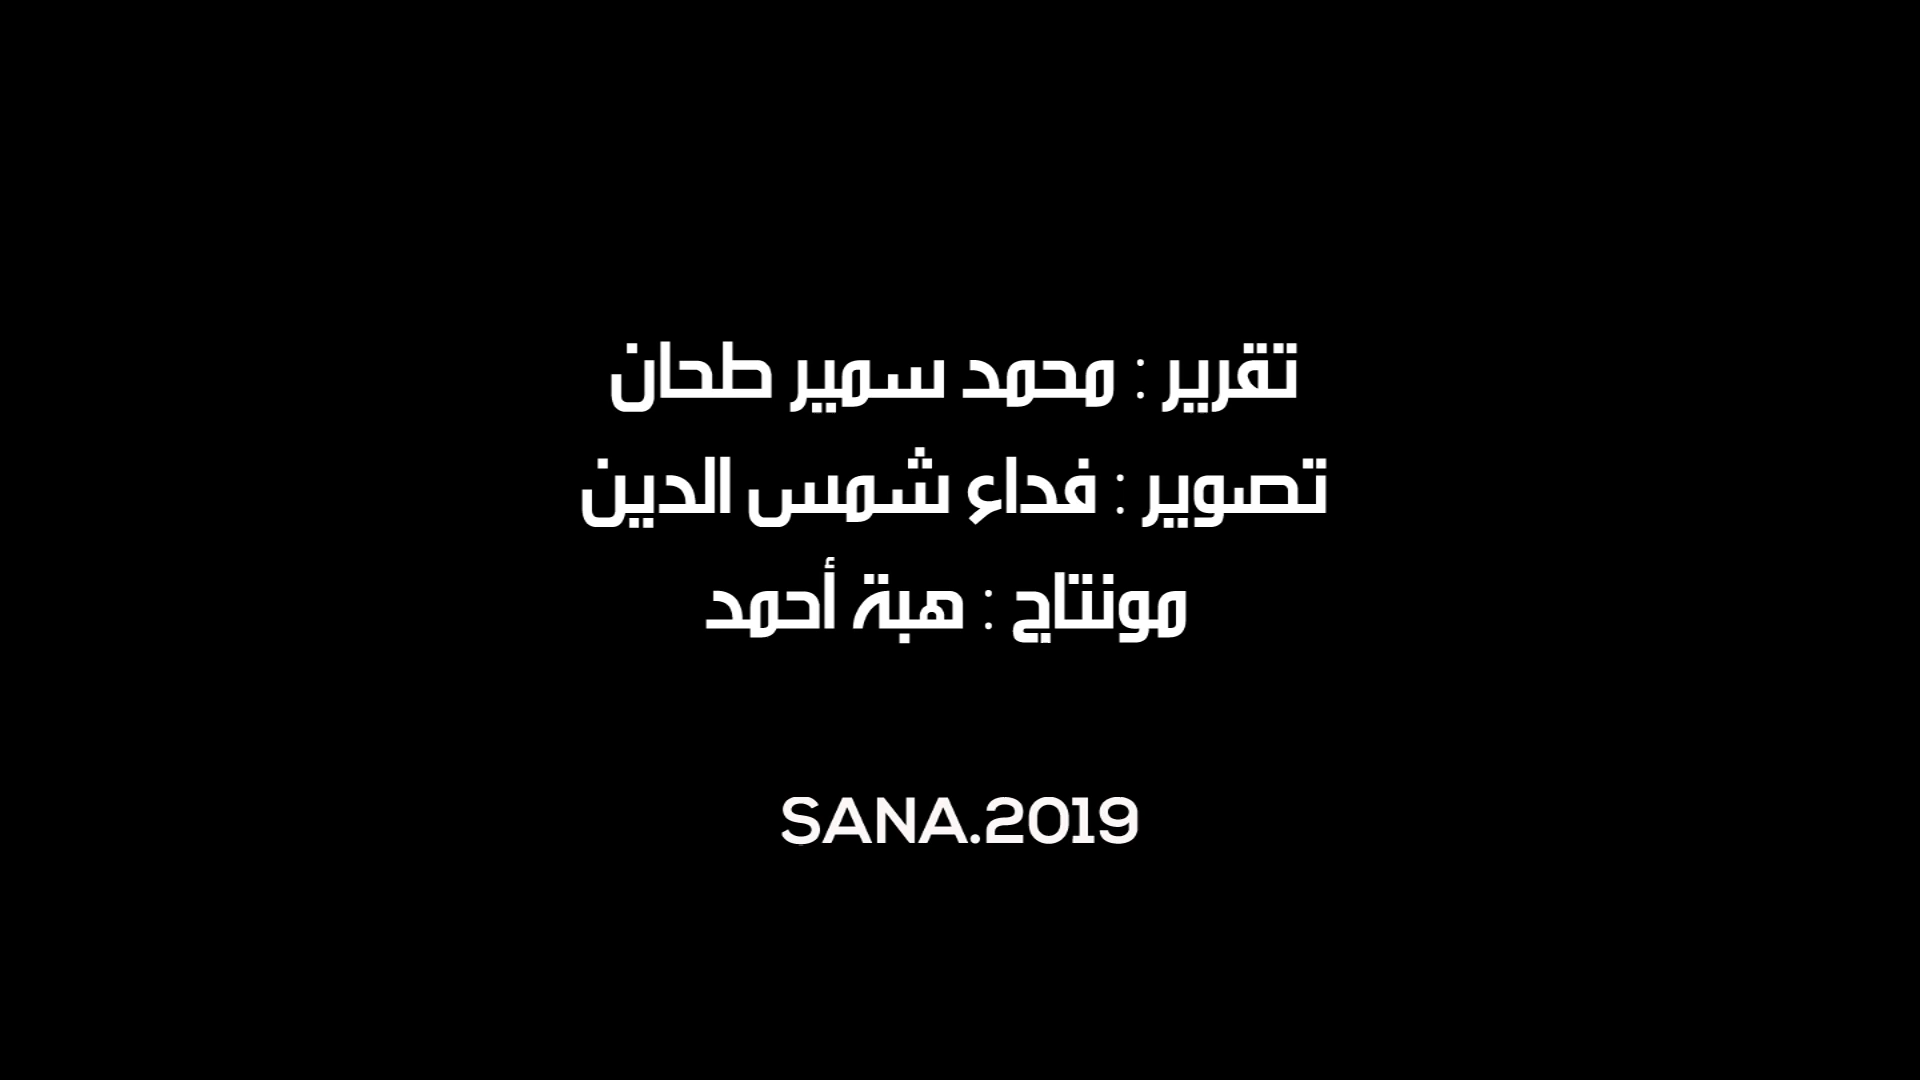 تقرير : محمد سمير طحان
تصوير : فداء شمس الدين
مونتاج : هبة أحمد
SANA.2019